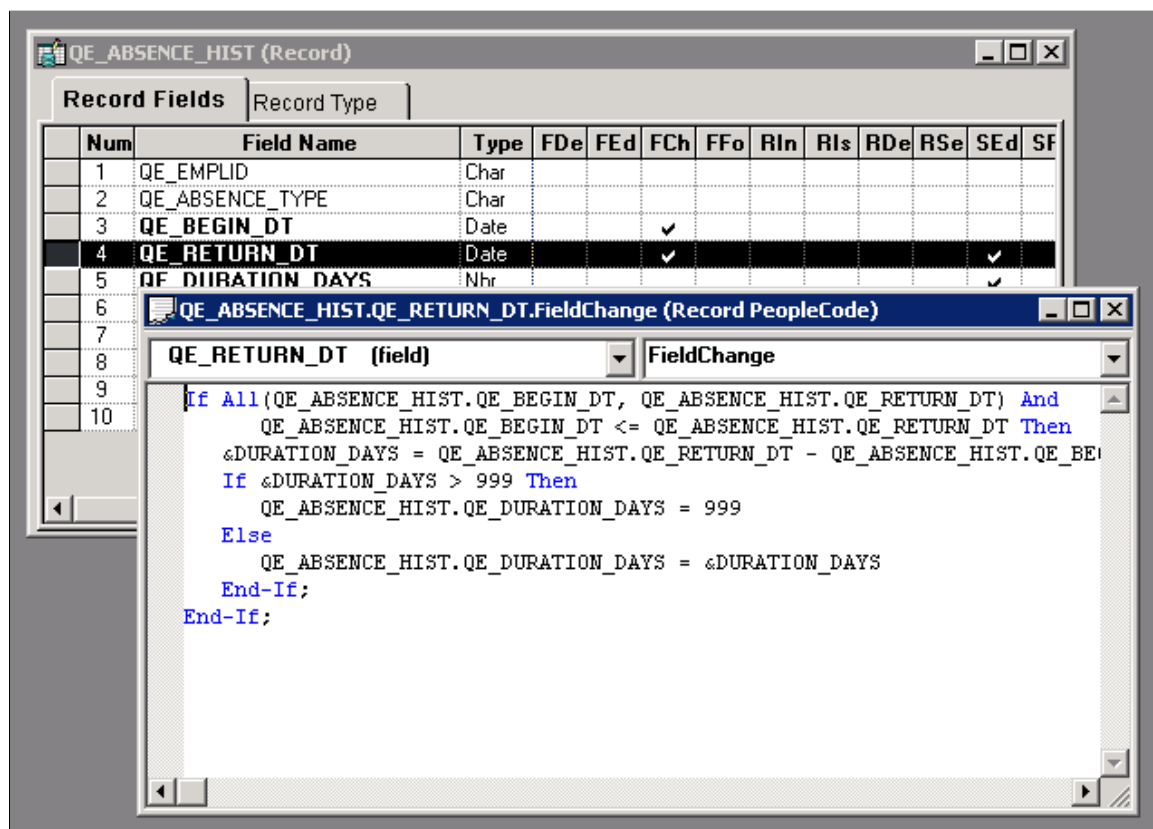 QE_ABSENCE_HIST (Record)
Record Fields Record Type
Num Field Name Type FDe FEd FCh FFo RIn RIs RDe RSe SEd
1 QE_EMPLID Char
2 QE_ABSENCE_TYPE Char
3 QE_BEGIN_DT Date
4 QE_RETURN_DT Date
5 QE_DURATION_DAYS Nbr
6
7
8
9
10
QE_ABSENCE_HIST.QE_RETURN_DT.FieldChange (Record PeopleCode)
QE_RETURN_DT (field) FieldChange
If All(QE_ABSENCE_HIST.QE_BEGIN_DT, QE_ABSENCE_HIST.QE_RETURN_DT) And
QE_ABSENCE_HIST.QE_BEGIN_DT <= QE_ABSENCE_HIST.QE_RETURN_DT Then
&DURATION_DAYS = QE_ABSENCE_HIST.QE_RETURN_DT - QE_ABSENCE_HIST.QE_BE
If &DURATION_DAYS > 999 Then
QE_ABSENCE_HIST.QE_DURATION_DAYS = 999
Else
QE_ABSENCE_HIST.QE_DURATION_DAYS = &DURATION_DAYS
End-If;
End-If;